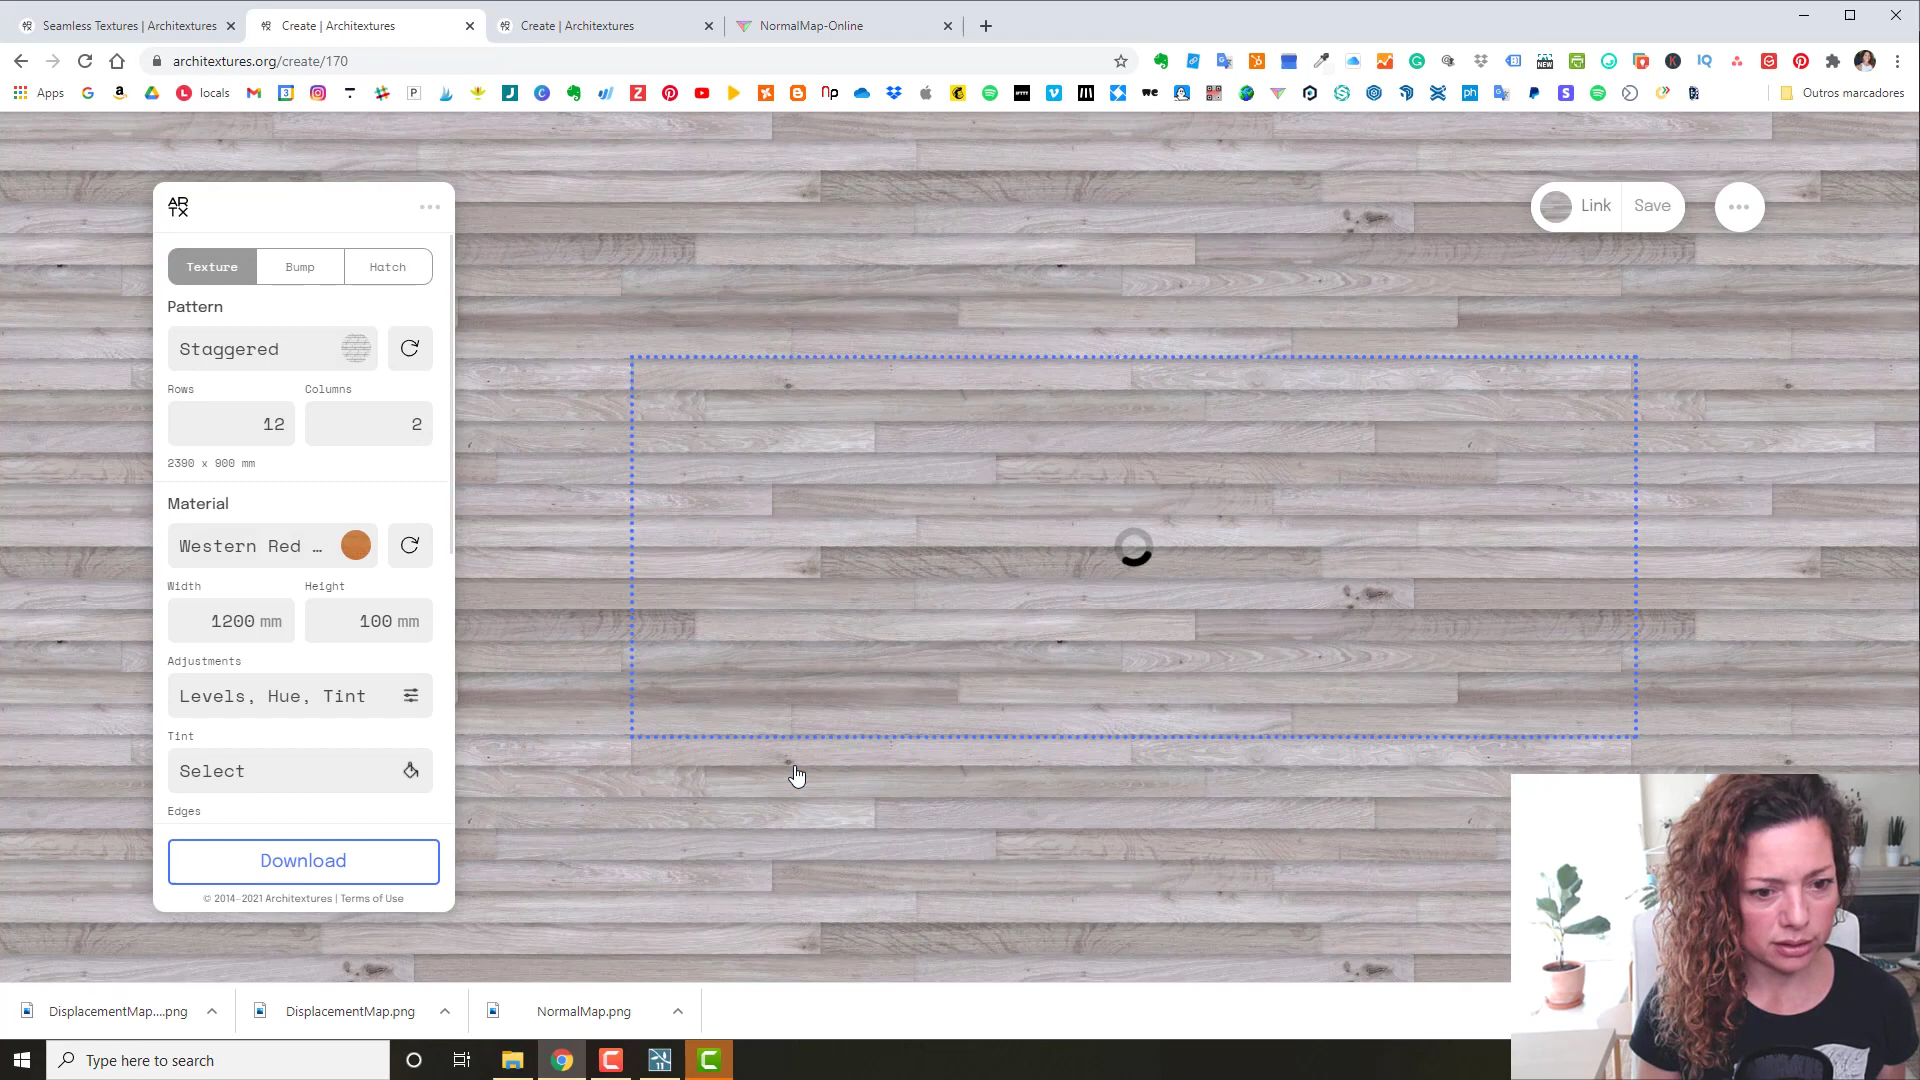 Seamless Textures | Architextures
Create | Architextures
Create | Architextures
NormalMap-Online
architextures.org/create/170
Apps
locals
Outros marcadores
AR
TX
Link
Save
Texture
Bump
Hatch
Pattern
Staggered
Rows
Columns
12
2
2390 x 900 mm
Material
Western Red …
Width
Height
1200 mm
100 mm
Adjustments
Levels, Hue, Tint
Tint
Select
Edges
Download
© 2014–2021 Architextures | Terms of Use
DisplacementMap....png
DisplacementMap.png
NormalMap.png
Type here to search